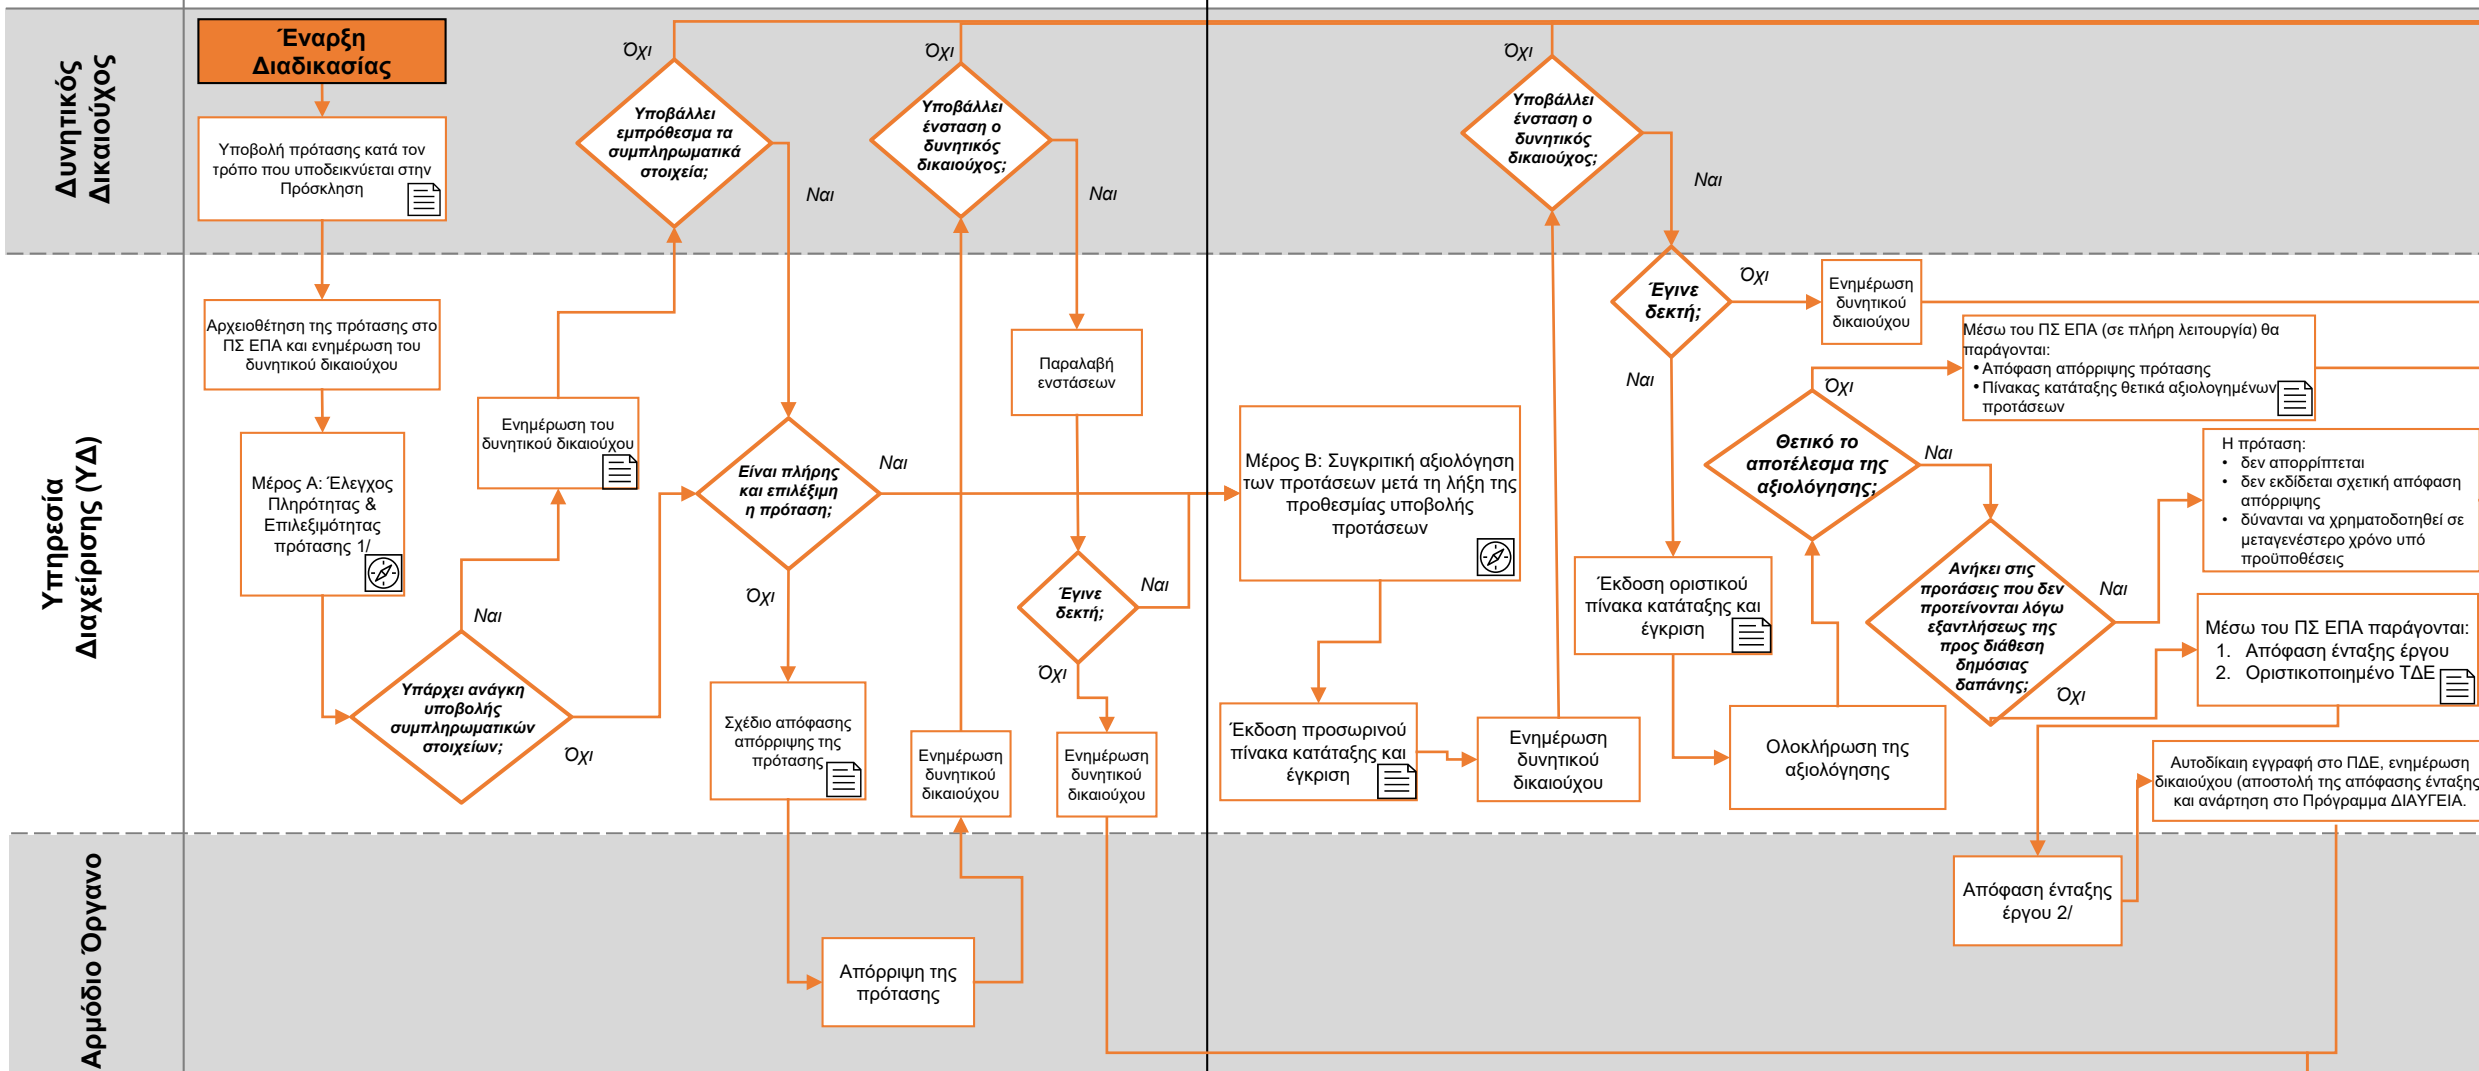 Δυνητικός
Δικαιούχος
Έναρξη
Διαδικασίας
Υποβολή πρότασης κατά τον
τρόπο που υποδεικνύεται στην
Πρόσκληση
Όχι
Υποβάλλει
εμπρόθεσμα τα
συμπληρωματικά
στοιχεία;
Ναι
Όχι
Υποβάλλει
ένσταση ο
δυνητικός
δικαιούχος;
Ναι
Όχι
Υποβάλλει
ένσταση ο
δυνητικός
δικαιούχος;
Ναι
Υπηρεσία
Διαχείρισης (ΥΔ)
Αρχειοθέτηση της πρότασης στο
ΠΣ ΕΠΑ και ενημέρωση του
δυνητικού δικαιούχου
Μέρος Α: Έλεγχος
Πληρότητας &
Επιλεξιμότητας
πρότασης 1/
Υπάρχει ανάγκη
υποβολής
συμπληρωματικών
στοιχείων;
Ναι
Όχι
Ενημέρωση του
δυνητικού δικαιούχου
Είναι πλήρης
και επιλέξιμη
η πρόταση;
Ναι
Όχι
Σχέδιο απόφασης
απόρριψης της
πρότασης
Ενημέρωση
δυνητικού
δικαιούχου
Παραλαβή
ενστάσεων
Έγινε
δεκτή;
Ναι
Όχι
Ενημέρωση
δυνητικού
δικαιούχου
Μέρος Β: Συγκριτική αξιολόγηση
των προτάσεων μετά τη λήξη της
προθεσμίας υποβολής
προτάσεων
Έκδοση προσωρινού
πίνακα κατάταξης και
έγκριση
Ενημέρωση
δυνητικού
δικαιούχου
Έγινε
δεκτή;
Όχι
Ναι
Ενημέρωση
δυνητικού
δικαιούχου
Έκδοση οριστικού
πίνακα κατάταξης και
έγκριση
Ολοκλήρωση της
αξιολόγησης
Θετικό το
αποτέλεσμα της
αξιολόγησης;
Όχι
Ναι
Μέσω του ΠΣ ΕΠΑ (σε πλήρη λειτουργία) θα
παράγονται:
• Απόφαση απόρριψης πρότασης
• Πίνακας κατάταξης θετικά αξιολογημένων
προτάσεων
Ανήκει στις
προτάσεις που δεν
προτείνονται λόγω
εξαντλήσεως της
προς διάθεση
δημόσιας
δαπάνης;
Ναι
Όχι
Η πρόταση:
• δεν απορρίπτεται
• δεν εκδίδεται σχετική απόφαση
απόρριψης
• δύνανται να χρηματοδοτηθεί σε
μεταγενέστερο χρόνο υπό
προϋποθέσεις
Μέσω του ΠΣ ΕΠΑ παράγονται:
1. Απόφαση ένταξης έργου
2. Οριστικοποιημένο ΤΔΕ
Αυτοδίκαιη εγγραφή στο ΠΔΕ, ενημέρωση
δικαιούχου (αποστολή της απόφασης ένταξης)
και ανάρτηση στο Πρόγραμμα ΔΙΑΥΓΕΙΑ.
Αρμόδιο Όργανο
Απόρριψη της
πρότασης
Απόφαση ένταξης
έργου 2/